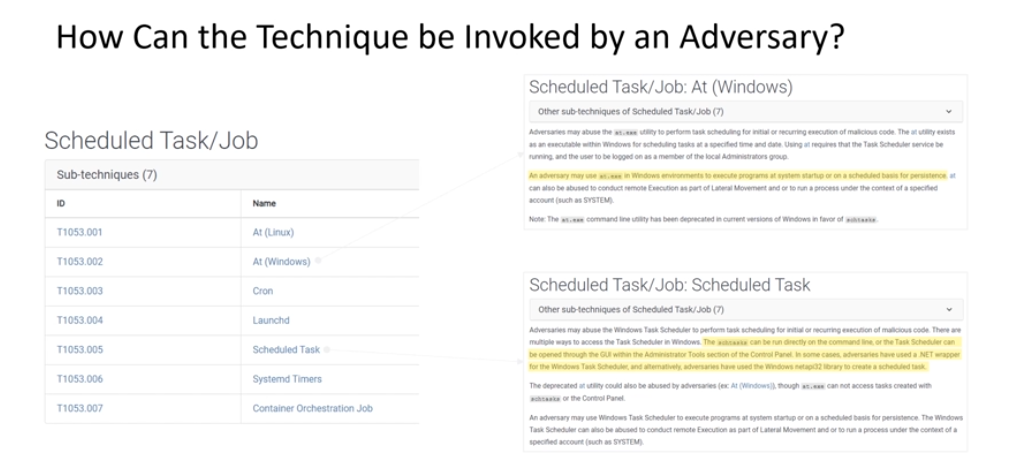 How Can the Technique be Invoked by an Adversary?
Scheduled Task/Job
Sub-techniques (7)
ID Name
T1053.001 At (Linux)
T1053.002 At (Windows)
T1053.003 Cron
T1053.004 Launchd
T1053.005 Scheduled Task
T1053.006 Systemd Timers
T1053.007 Container Orchestration Job
Scheduled Task/Job: At (Windows)
Other sub-techniques of Scheduled Task/Job (7)
Adversaries may abuse the at.exe utility to perform task scheduling for initial or recurring execution of malicious code. The at utility exists
as an executable within Windows for scheduling tasks at a specified time and date. Using at requires that the Task Scheduler service be
running, and the user to be logged on as a member of the local Administrators group.
An adversary may use at.exe in Windows environments to execute programs at system startup or on a scheduled basis for persistence. at
can also be abused to conduct remote Execution as part of Lateral Movement and or to run a process under the context of a specified
account (such as SYSTEM).
Note: The at.exe command line utility has been deprecated in current versions of Windows in favor of schtasks.
Scheduled Task/Job: Scheduled Task
Other sub-techniques of Scheduled Task/Job (7)
Adversaries may abuse the Windows Task Scheduler to perform task scheduling for initial or recurring execution of malicious code. There are
multiple ways to access the Task Scheduler in Windows. The schtasks can be run directly on the command line, or the Task Scheduler can
be opened through the GUI within the Administrator Tools section of the Control Panel. In some cases, adversaries have used a .NET wrapper
for the Windows Task Scheduler, and alternatively, adversaries have used the Windows netapi32 library to create a scheduled task.
The deprecated at utility could also be abused by adversaries (ex: At (Windows)), though at.exe can not access tasks created with
schtasks or the Control Panel.
An adversary may use Windows Task Scheduler to execute programs at system startup or on a scheduled basis for persistence. The Windows
Task Scheduler can also be abused to conduct remote Execution as part of Lateral Movement and or to run a process under the context of a
specified account (such as SYSTEM).